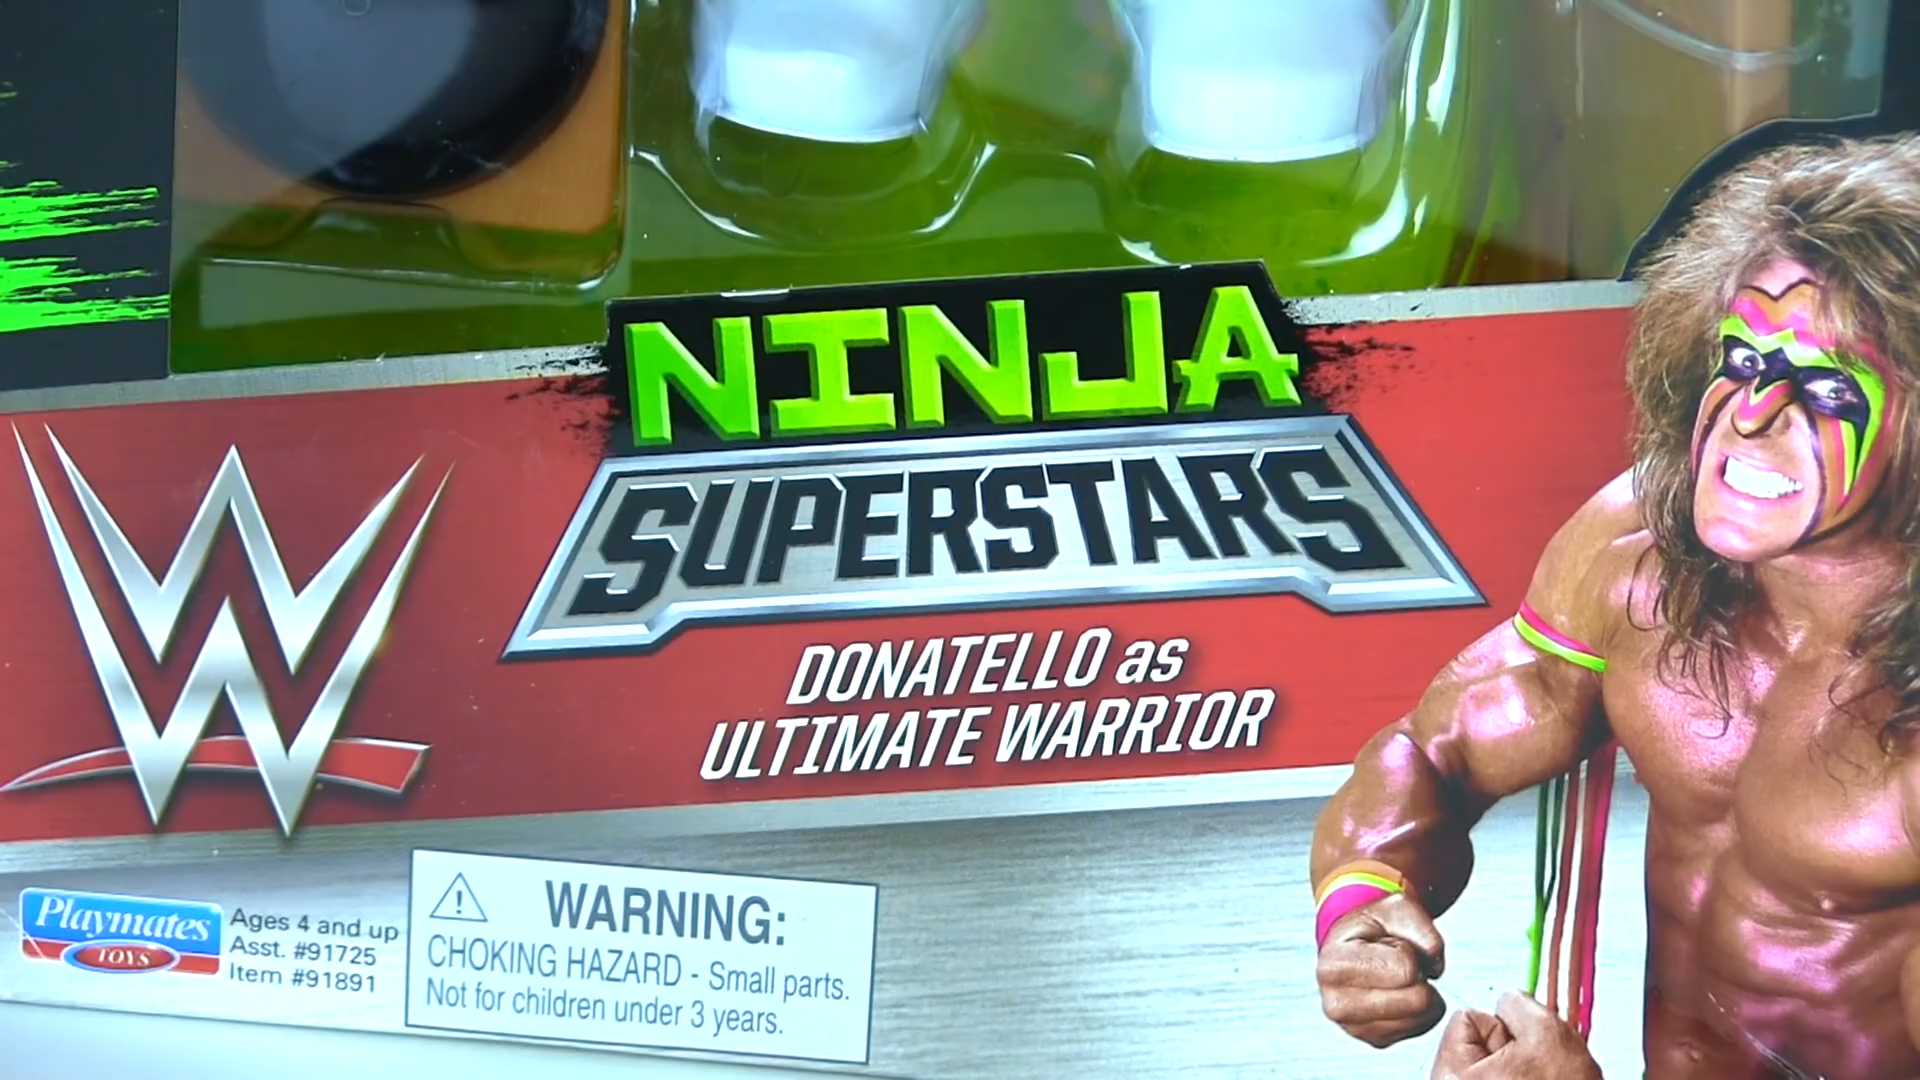 NINJA
SUPERSTARS
W
DONATELLO as
ULTIMATE WARRIOR
Playmates
TOYS
Ages 4 and up
Asst. #91725
Item #91891
WARNING:
CHOKING HAZARD - Small parts.
Not for children under 3 years.